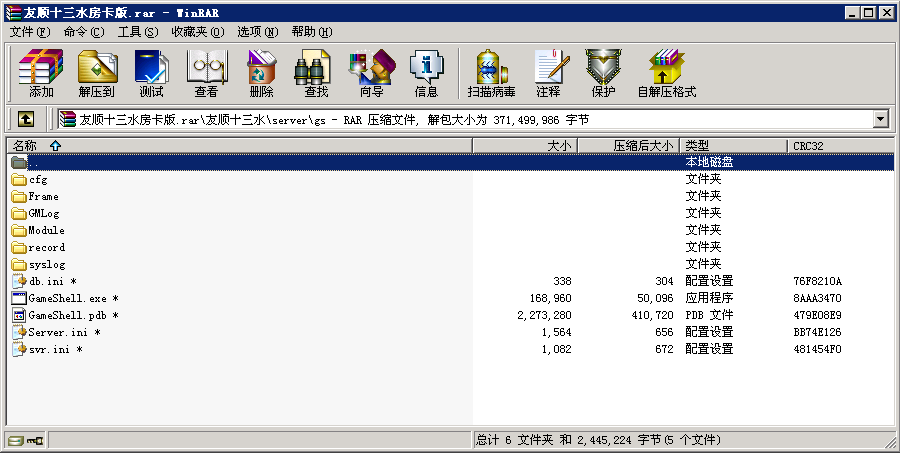 友顺十三水房卡版.rar - WinRAR
文件(F) 命令(C) 工具(S) 收藏夹(O) 选项(N) 帮助(H)
添加 解压到 测试 查看 删除 查找 向导 信息 扫描病毒 注释 保护 自解压格式
友顺十三水房卡版.rar\友顺十三水\server\gs - RAR 压缩文件, 解包大小为 371,499,986 字节
名称 大小 压缩后大小 类型 CRC32
.. 本地磁盘
cfg 文件夹
Frame 文件夹
GMLog 文件夹
Module 文件夹
record 文件夹
syslog 文件夹
db.ini * 338 304 配置设置 76F8210A
GameShell.exe * 168,960 50,096 应用程序 8AAA3470
GameShell.pdb * 2,273,280 410,720 PDB 文件 479E08E9
Server.ini * 1,564 656 配置设置 BB74E126
svr.ini * 1,082 672 配置设置 481454F0
总计 6 文件夹 和 2,445,224 字节(5 个文件)